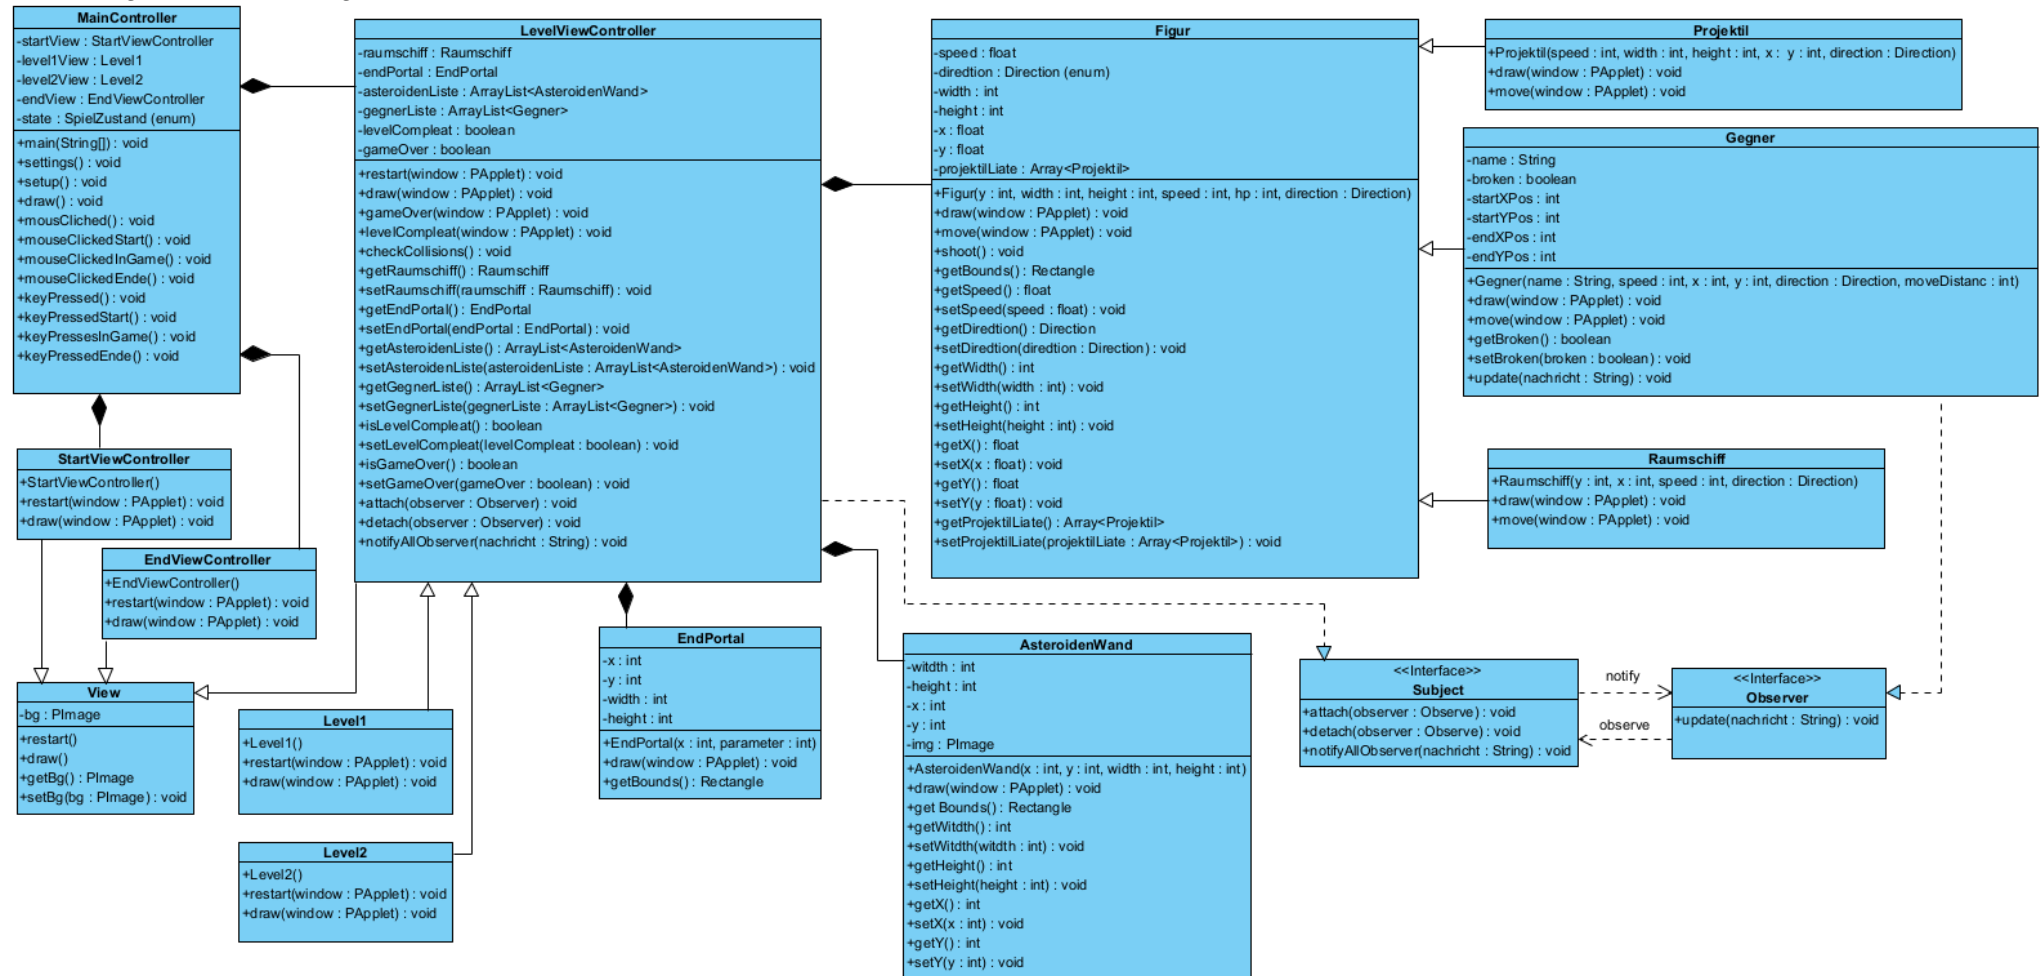 MainController
-startView : StartViewController
-level1View : Level1
-level2View : Level2
-endView : EndViewController
-state : SpielZustand (enum)
+main(String[]) : void
+settings() : void
+setup() : void
+draw() : void
+mousCliched() : void
+mouseClickedStart() : void
+mouseClickedInGame() : void
+mouseClickedEnde() : void
+keyPressed() : void
+keyPressedStart() : void
+keyPressesInGame() : void
+keyPressedEnde() : void
StartViewController
+StartViewController()
+restart(window : PApplet) : void
+draw(window : PApplet) : void
EndViewController
+EndViewController()
+restart(window : PApplet) : void
+draw(window : PApplet) : void
View
-bg : PImage
+restart()
+draw()
+getBg() : PImage
+setBg(bg : PImage) : void
LevelViewController
-raumschiff : Raumschiff
-endPortal : EndPortal
-asteroidenListe : ArrayList<AsteroidenWand>
-gegnerListe : ArrayList<Gegner>
-levelCompleat : boolean
-gameOver : boolean
+restart(window : PApplet) : void
+draw(window : PApplet) : void
+gameOver(window : PApplet) : void
+levelCompleat(window : PApplet) : void
+checkCollisions() : void
+getRaumschiff() : Raumschiff
+setRaumschiff(raumschiff : Raumschiff) : void
+getEndPortal() : EndPortal
+setEndPortal(endPortal : EndPortal) : void
+getAsteroidenListe() : ArrayList<AsteroidenWand>
+setAsteroidenListe(asteroidenListe : ArrayList<AsteroidenWand>) : void
+getGegnerListe() : ArrayList<Gegner>
+setGegnerListe(gegnerListe : ArrayList<Gegner>) : void
+isLevelCompleat() : boolean
+setLevelCompleat(levelCompleat : boolean) : void
+isGameOver() : boolean
+setGameOver(gameOver : boolean) : void
+attach(observer : Observer) : void
+detach(observer : Observer) : void
+notifyAllObserver(nachricht : String) : void
Level1
+Level1()
+restart(window : PApplet) : void
+draw(window : PApplet) : void
Level2
+Level2()
+restart(window : PApplet) : void
+draw(window : PApplet) : void
EndPortal
-x : int
-y : int
-width : int
-height : int
+EndPortal(x : int, parameter : int)
+draw(window : PApplet) : void
+getBounds() : Rectangle
Figur
-speed : float
-diredtion : Direction (enum)
-width : int
-height : int
-x : float
-y : float
-projektilLiate : Array<Projektil>
+Figur(y : int, width : int, height : int, speed : int, hp : int, direction : Direction)
+draw(window : PApplet) : void
+move(window : PApplet) : void
+shoot() : void
+getBounds() : Rectangle
+getSpeed() : float
+setSpeed(speed : float) : void
+getDiredtion() : Direction
+setDiredtion(diredtion : Direction) : void
+getWidth() : int
+setWidth(width : int) : void
+getHeight() : int
+setHeight(height : int) : void
+getX() : float
+setX(x : float) : void
+getY() : float
+setY(y : float) : void
+getProjektilLiate() : Array<Projektil>
+setProjektilLiate(projektilLiate : Array<Projektil>) : void
AsteroidenWand
-witdth : int
-height : int
-x : int
-y : int
-img : PImage
+AsteroidenWand(x : int, y : int, width : int, height : int)
+draw(window : PApplet) : void
+get Bounds() : Rectangle
+getWitdth() : int
+setWitdth(witdth : int) : void
+getHeight() : int
+setHeight(height : int) : void
+getX() : int
+setX(x : int) : void
+getY() : int
+setY(y : int) : void
Projektil
+Projektil(speed : int, width : int, height : int, x : y : int, direction : Direction)
+draw(window : PApplet) : void
+move(window : PApplet) : void
Gegner
-name : String
-broken : boolean
-startXPos : int
-startYPos : int
-endXPos : int
-endYPos : int
+Gegner(name : String, speed : int, x : int, y : int, direction : Direction, moveDistanc : int)
+draw(window : PApplet) : void
+move(window : PApplet) : void
+getBroken() : boolean
+setBroken(broken : boolean) : void
+update(nachricht : String) : void
Raumschiff
+Raumschiff(y : int, x : int, speed : int, direction : Direction)
+draw(window : PApplet) : void
+move(window : PApplet) : void
<<Interface>>
Subject
+attach(observer : Observe) : void
+detach(observer : Observe) : void
+notifyAllObserver(nachricht : String) : void
notify
observe
<<Interface>>
Observer
+update(nachricht : String) : void